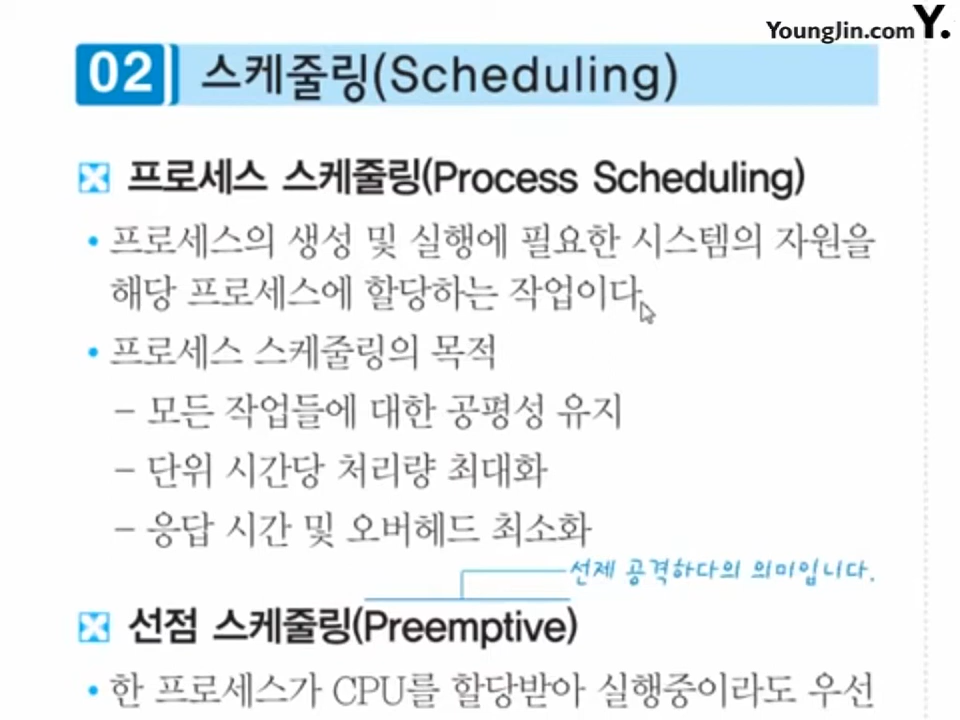 YoungJin.com Y.
02 스케줄링(Scheduling)
프로세스 스케줄링(Process Scheduling)
• 프로세스의 생성 및 실행에 필요한 시스템의 자원을
해당 프로세스에 할당하는 작업이다.
• 프로세스 스케줄링의 목적
– 모든 작업들에 대한 공평성 유지
– 단위 시간당 처리량 최대화
– 응답 시간 및 오버헤드 최소화
선제 공격하다의 의미입니다.
선점 스케줄링(Preemptive)
• 한 프로세스가 CPU를 할당받아 실행중이라도 우선